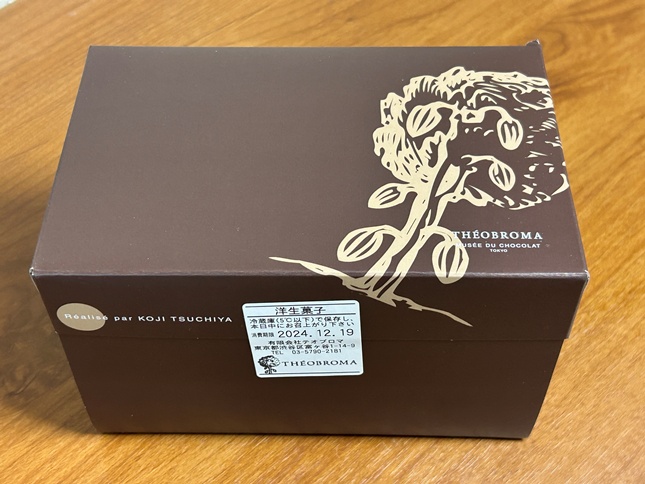 THÉOBROMA
MUSÉE DU CHOCOLAT
TOKYO
Réalisé par KOJI TSUCHIYA
洋生菓子
冷蔵庫(5℃以下)で保存し、
本日中にお召上がり下さい
消費期限 2024.12.19
有限会社テオブロマ
東京都渋谷区富ヶ谷1-14-9
TEL 03-5790-2181
THÉOBROMA